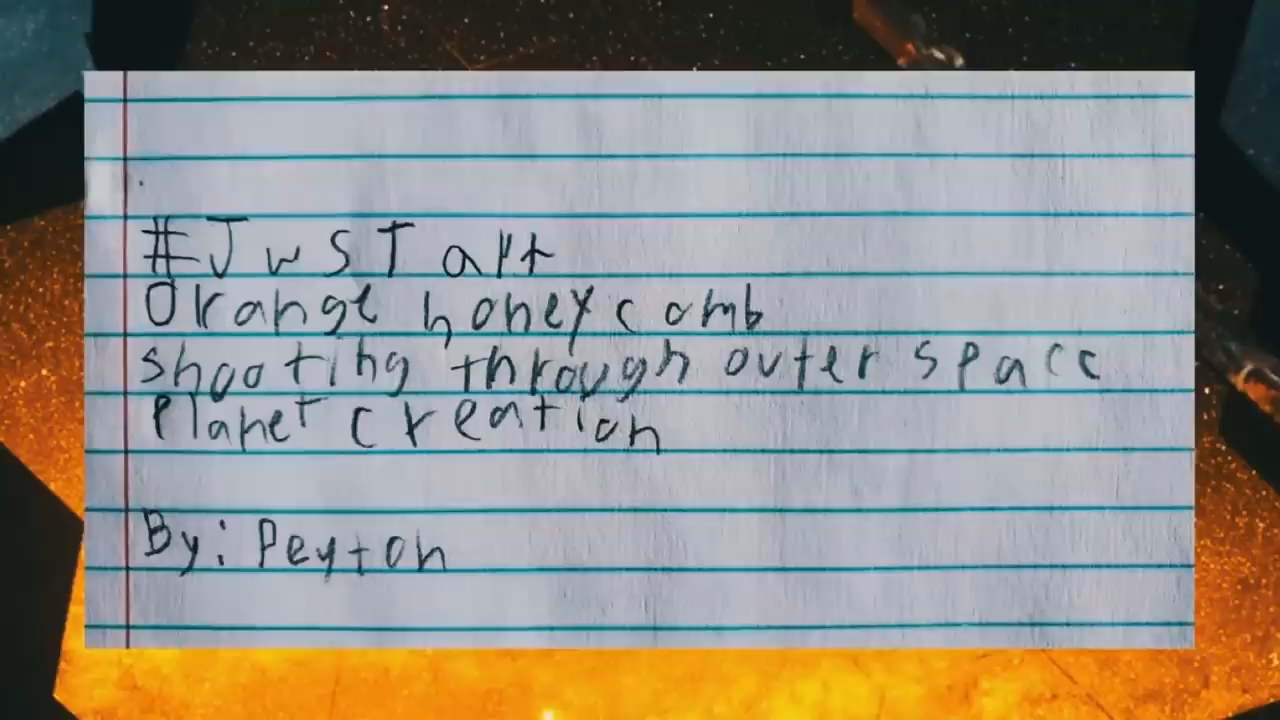 #JWST art
Orange honeycomb
shooting through outer space
Planet creation
By: Peyton